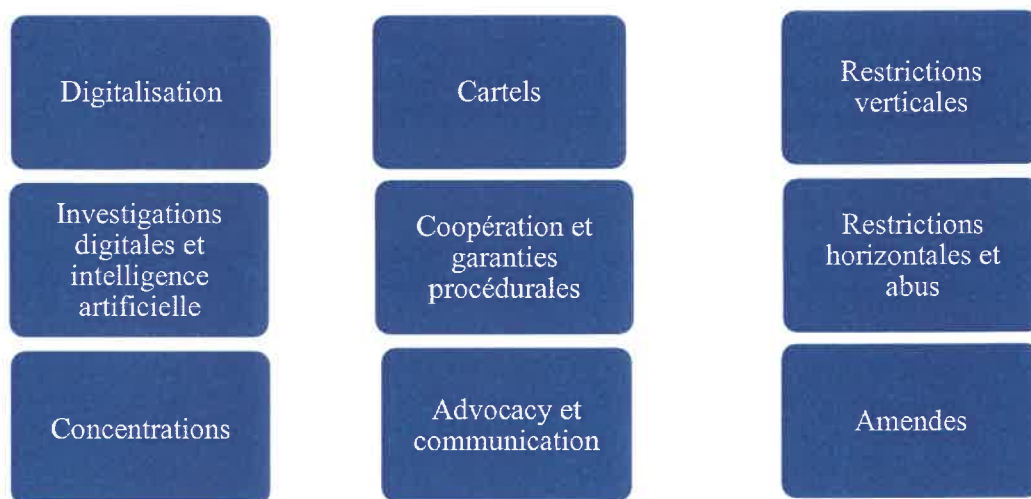 Digitalisation
Cartels
Restrictions
verticales
Investigations
digitales et
intelligence
artificielle
Coopération et
garanties
procédurales
Restrictions
horizontales et
abus
Concentrations
Advocacy et
communication
Amendes